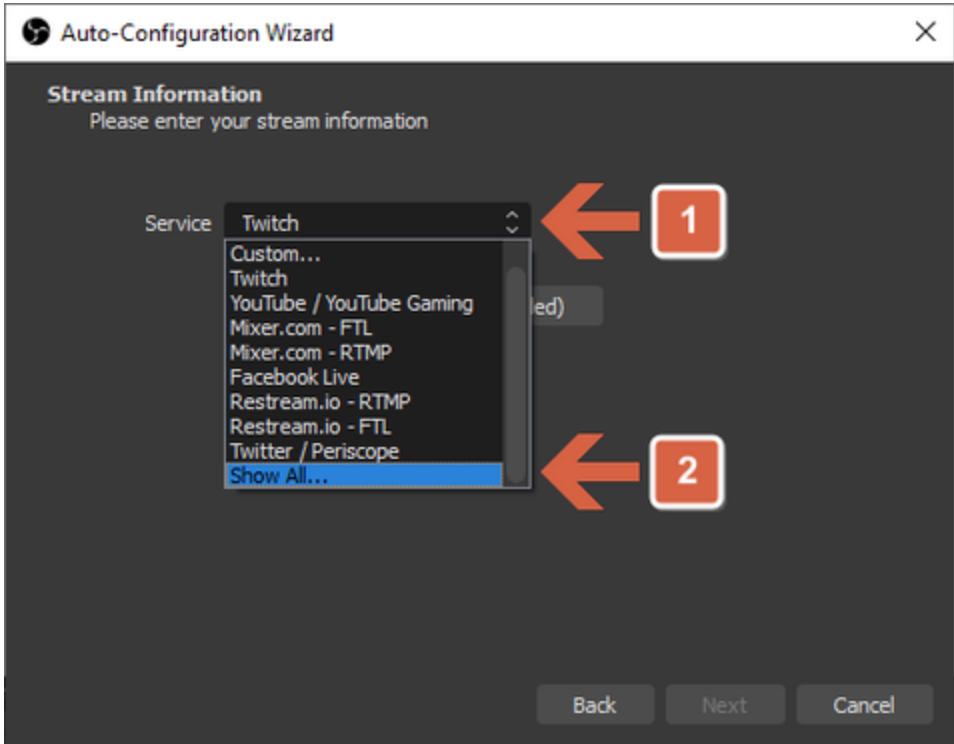 Auto-Configuration Wizard
Stream Information
Please enter your stream information
Service Twitch
1
Custom...
Twitch
YouTube / YouTube Gaming
ed)
Mixer.com - FTL
Mixer.com - RTMP
Facebook Live
Restream.io - RTMP
Restream.io - FTL
Twitter / Periscope
Show All...
2
Back Next Cancel